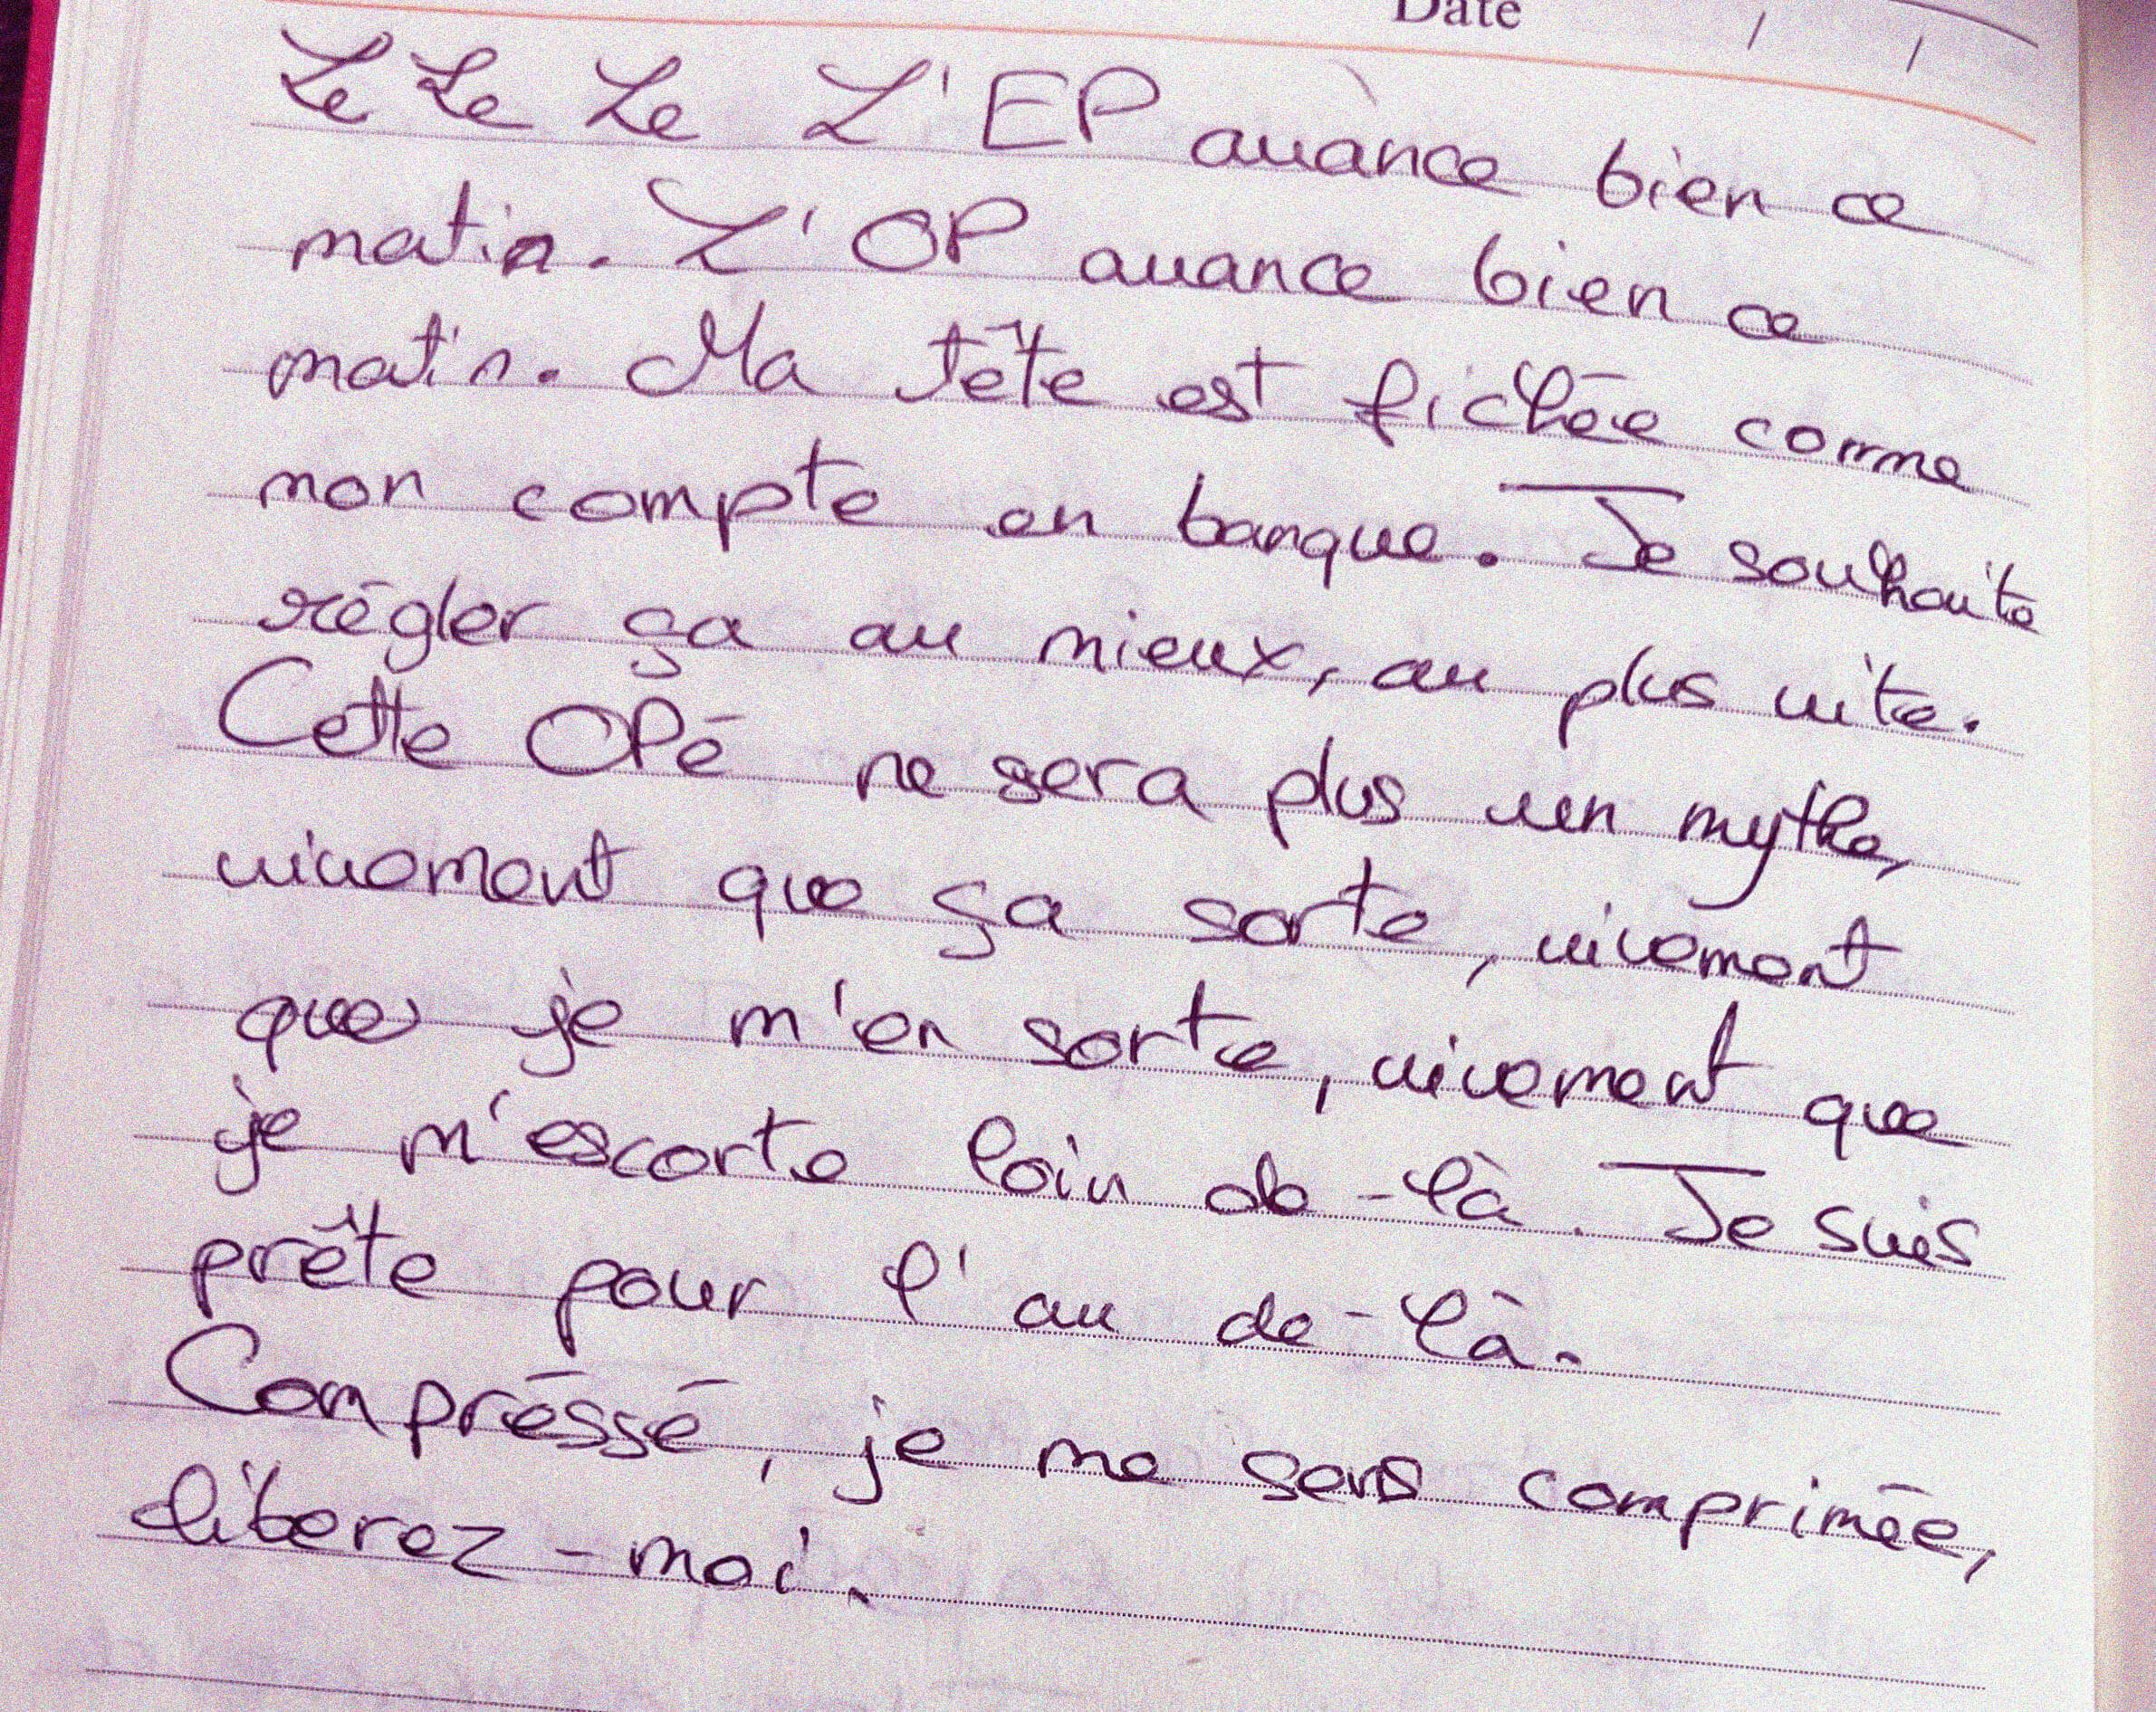 Date / /
Le Le Le L'EP avance bien ce
matin. L'OP avance bien ce
matin. Ma tête est fichée comme
mon compte en banque. Je souhaite
régler ça au mieux, au plus vite.
Cette OPé ne sera plus un mythe,
vivement que ça sorte, vivement
que je m'en sorte, vivement que
je m'escorte loin de-là. Je suis
prête pour l'au de-là.
Compréssé, je me sens comprimée,
liberez-moi.